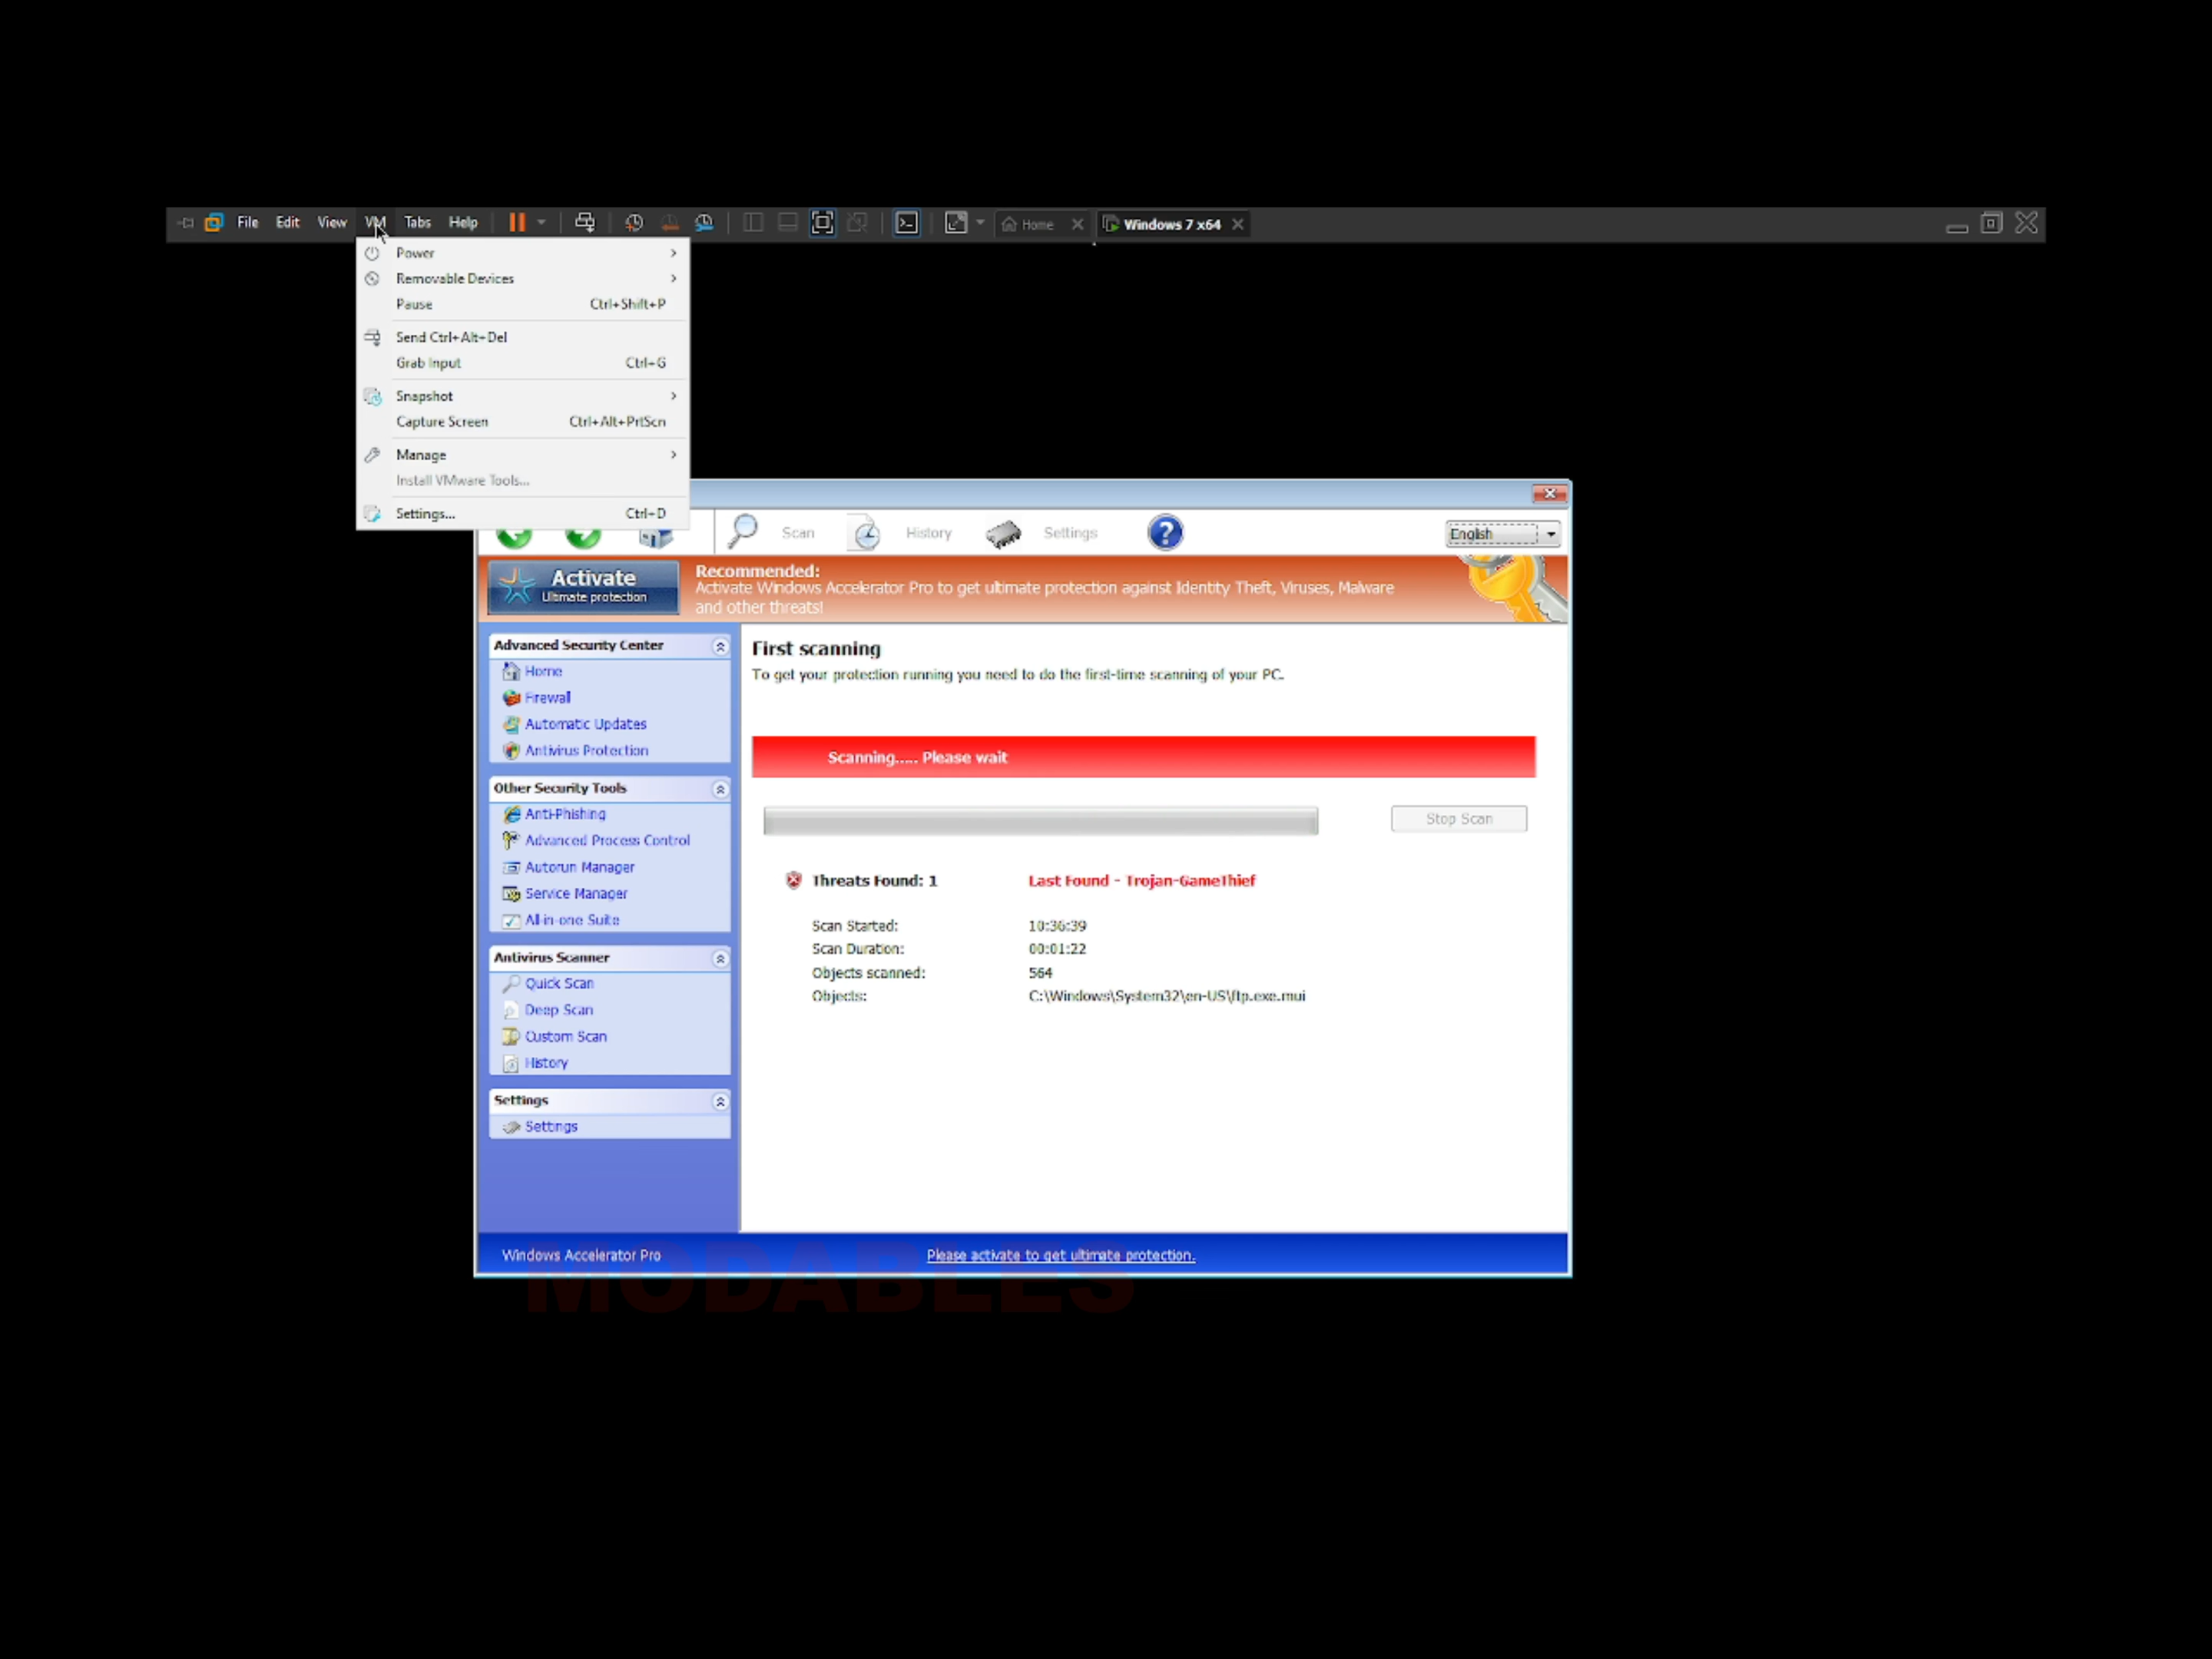 File Edit View VM Tabs Help Home Windows 7 x64
Power
Removable Devices
Pause Ctrl+Shift+P
Send Ctrl+Alt+Del
Grab Input Ctrl+G
Snapshot
Capture Screen Ctrl+Alt+PrtScn
Manage
Install VMware Tools...
Settings... Ctrl+D
Scan History Settings ? English
Activate
Ultimate protection
Recommended:
Activate Windows Accelerator Pro to get ultimate protection against Identity Theft, Viruses, Malware
and other threats!
Advanced Security Center
Home
Firewall
Automatic Updates
Antivirus Protection
Other Security Tools
Anti-Phishing
Advanced Process Control
Autorun Manager
Service Manager
All-in-one Suite
Antivirus Scanner
Quick Scan
Deep Scan
Custom Scan
History
Settings
Settings
First scanning
To get your protection running you need to do the first-time scanning of your PC.
Scanning..... Please wait
Stop Scan
Threats Found: 1 Last Found - Trojan-GameThief
Scan Started: 10:36:39
Scan Duration: 00:01:22
Objects scanned: 564
Objects: C:\Windows\System32\en-US\ftp.exe.mui
Windows Accelerator Pro Please activate to get ultimate protection.
MODABLES